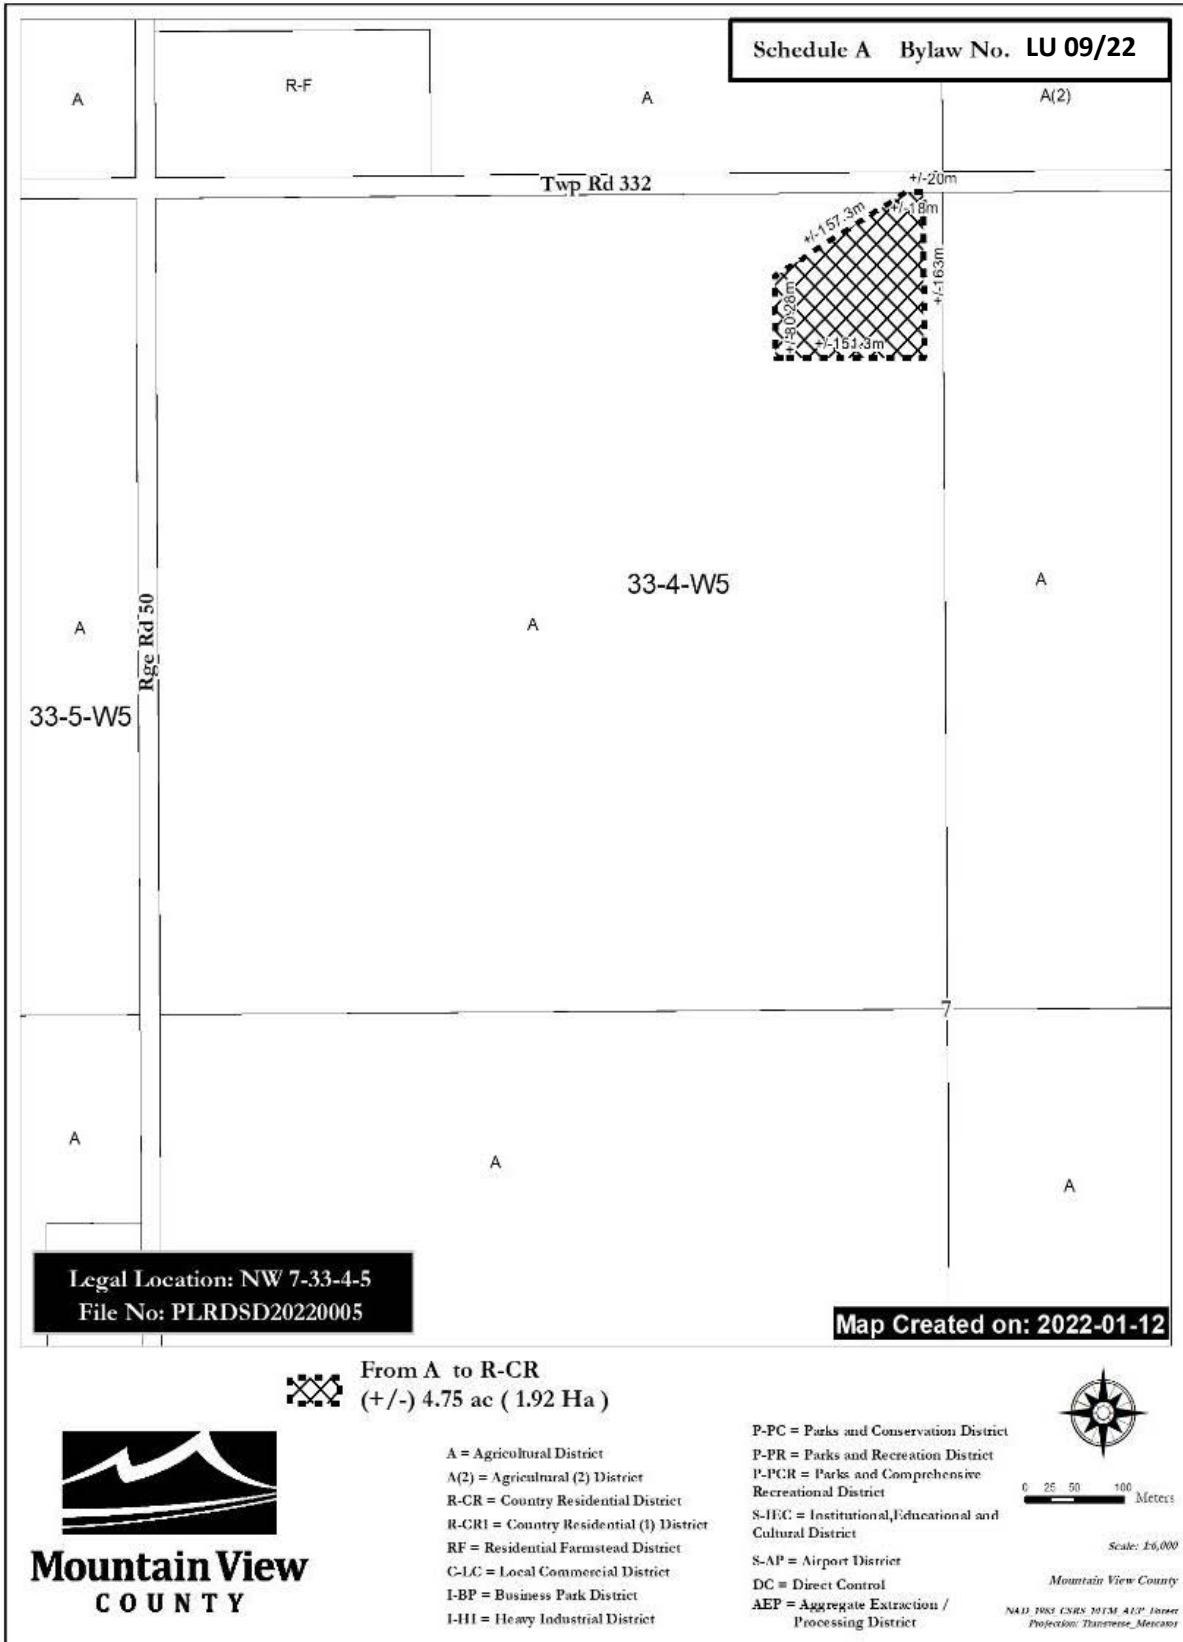 Schedule A Bylaw No. LU 09/22
A
R-F
A
A(2)
Twp Rd 332
+/-20m
+/-157.3m
+/-18m
+/-163m
+/-80.28m
+/-151.3m
33-4-W5
A
A
A
Rge Rd 50
33-5-W5
7
A
A
A
Legal Location: NW 7-33-4-5
File No: PLRDSD20220005
Map Created on: 2022-01-12
From A to R-CR
(+/-) 4.75 ac ( 1.92 Ha )
Mountain View
COUNTY
A = Agricultural District
A(2) = Agricultural (2) District
R-CR = Country Residential District
R-CR1 = Country Residential (1) District
RF = Residential Farmstead District
C-LC = Local Commercial District
I-BP = Business Park District
I-HI = Heavy Industrial District
P-PC = Parks and Conservation District
P-PR = Parks and Recreation District
P-PCR = Parks and Comprehensive
Recreational District
S-IEC = Institutional,Educational and
Cultural District
S-AP = Airport District
DC = Direct Control
AEP = Aggregate Extraction /
Processing District
0 25 50 100
Meters
Scale: 1:6,000
Mountain View County
NAD_1983_CSRS_10TM_AEP_Forest
Projection: Transverse_Mercator